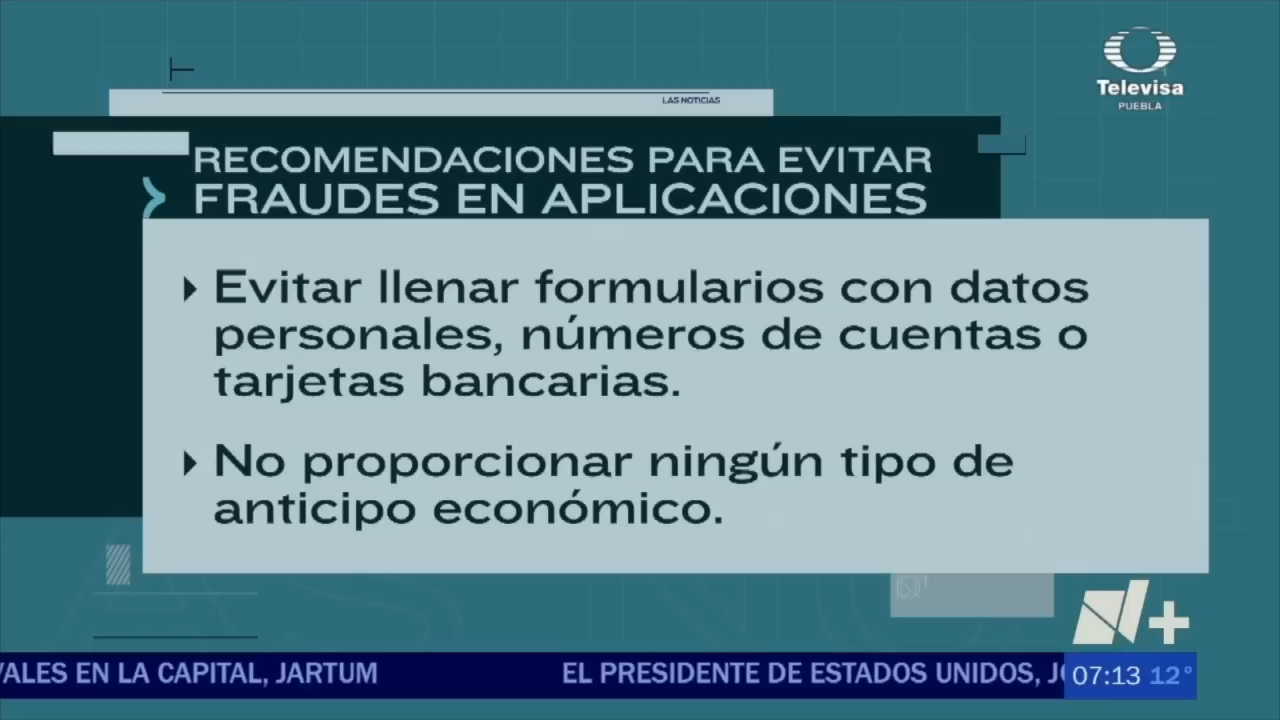 LAS NOTICIAS
Televisa
PUEBLA
RECOMENDACIONES PARA EVITAR
FRAUDES EN APLICACIONES
Evitar llenar formularios con datos
personales, números de cuentas o
tarjetas bancarias.
No proporcionar ningún tipo de
anticipo económico.
N+
VALES EN LA CAPITAL, JARTUM EL PRESIDENTE DE ESTADOS UNIDOS,
07:13 12°